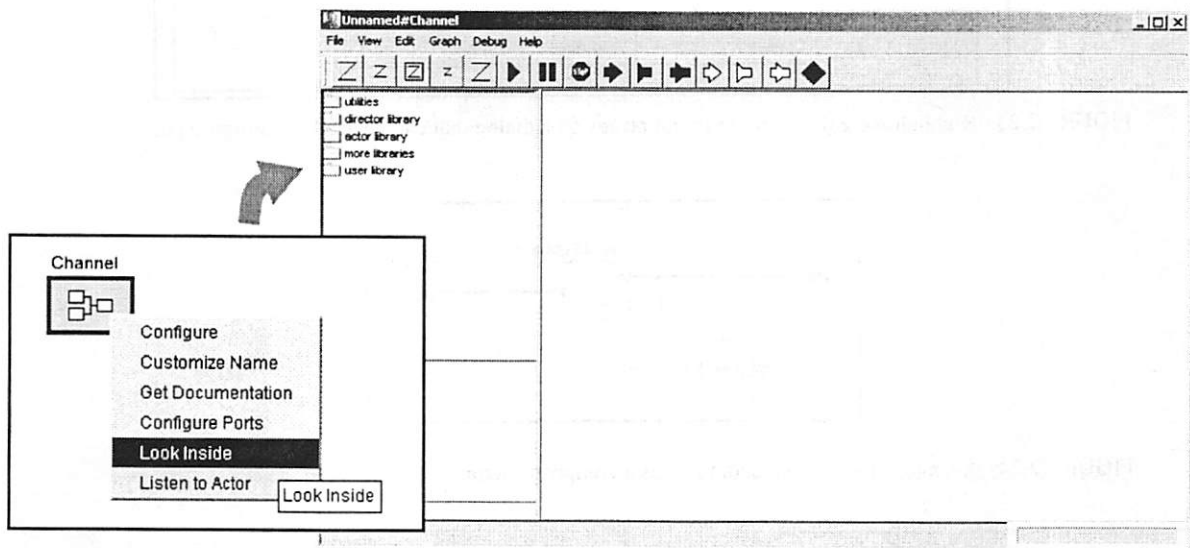 Unnamed#Channel
File View Edit Graph Debug Help
utilities
director library
actor library
more libraries
user library
Channel
Configure
Customize Name
Get Documentation
Configure Ports
Look Inside
Listen to Actor
Look Inside